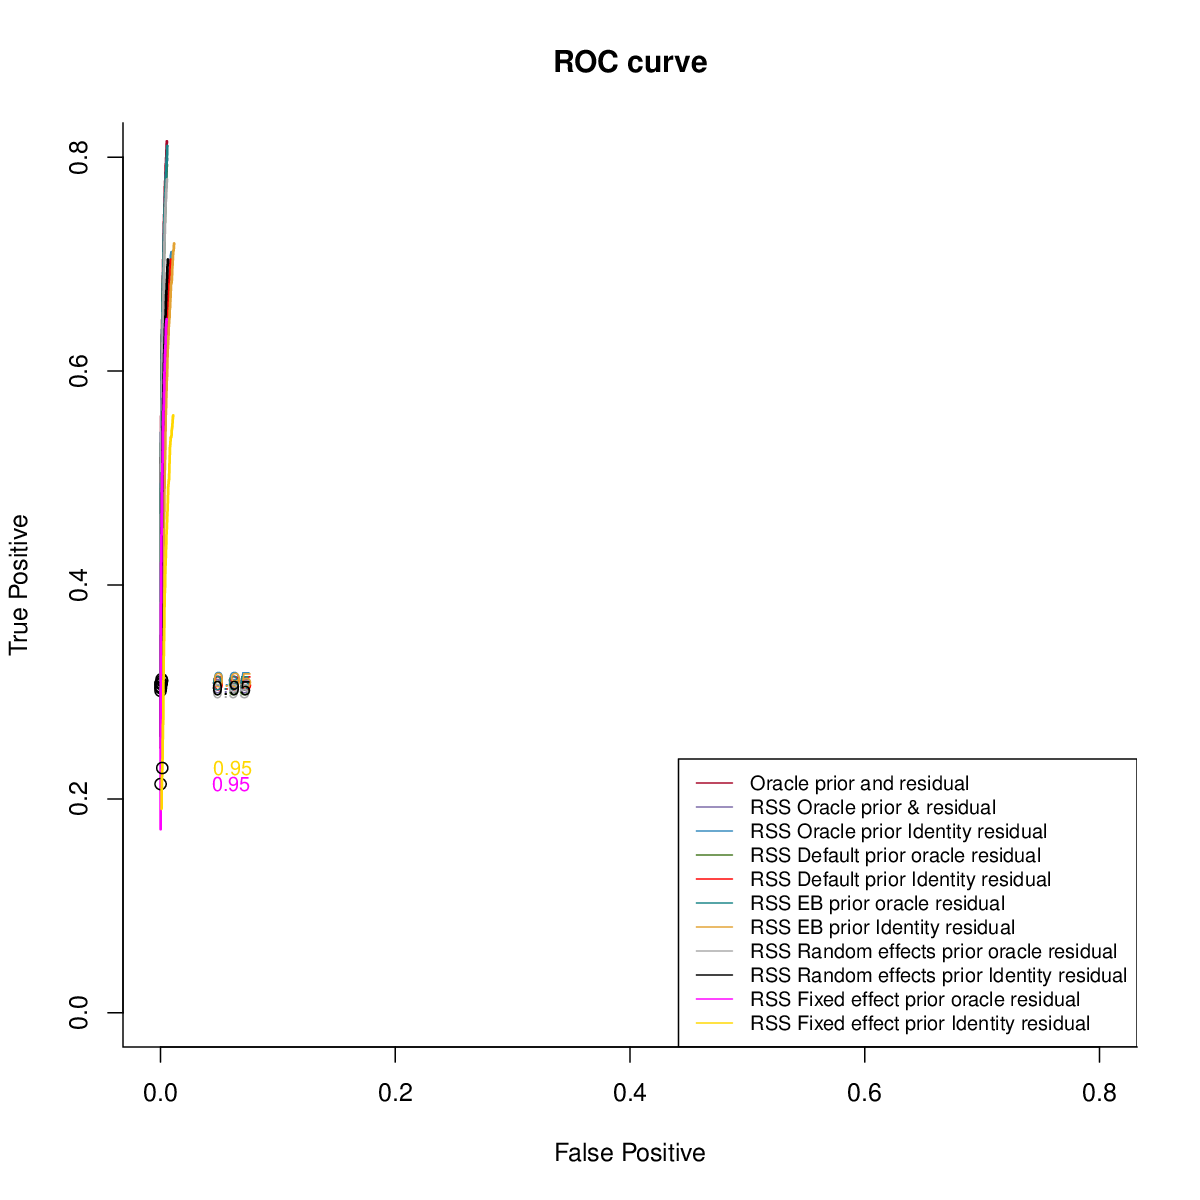 ROC curve
True Positive
0.8
0.6
0.4
0.2
0.0
0.95
0.95
0.95
Oracle prior and residual
RSS Oracle prior & residual
RSS Oracle prior Identity residual
RSS Default prior oracle residual
RSS Default prior Identity residual
RSS EB prior oracle residual
RSS EB prior Identity residual
RSS Random effects prior oracle residual
RSS Random effects prior Identity residual
RSS Fixed effect prior oracle residual
RSS Fixed effect prior Identity residual
0.0 0.2 0.4 0.6 0.8
False Positive